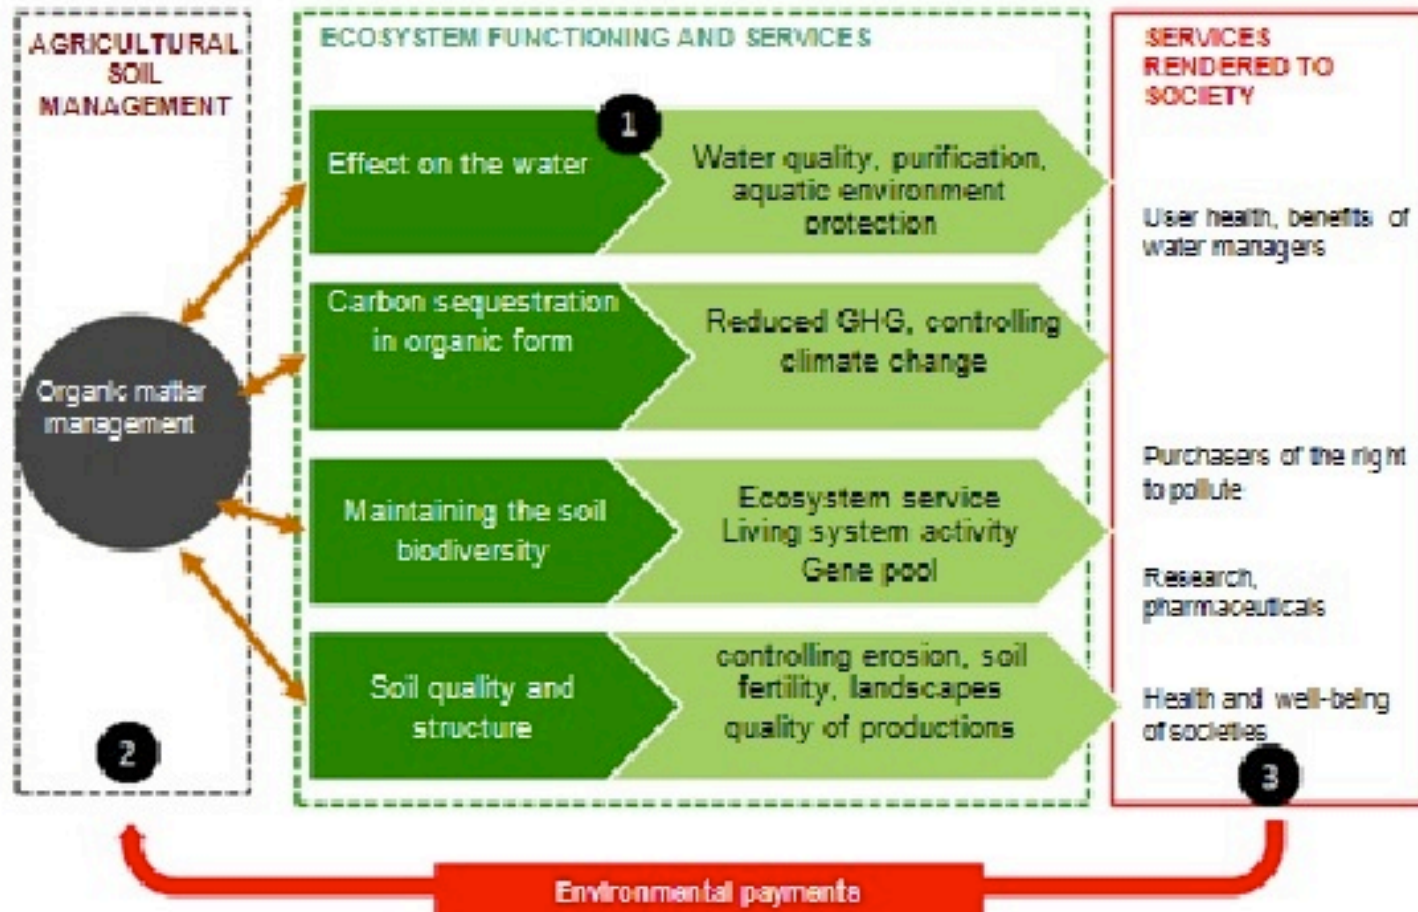 AGRICULTURAL
SOIL
MANAGEMENT
Organic matter
management
2
ECOSYSTEM FUNCTIONING AND SERVICES
1
Effect on the water
Water quality, purification,
aquatic environment
protection
Carbon sequestration
in organic form
Reduced GHG, controlling
climate change
Maintaining the soil
biodiversity
Ecosystem service
Living system activity
Gene pool
Soil quality and
structure
controlling erosion, soil
fertility, landscapes
quality of productions
SERVICES
RENDERED TO
SOCIETY
User health, benefits of
water managers
Purchasers of the right
to pollute
Research,
pharmaceuticals
Health and well-being
of societies
3
Environmental payments